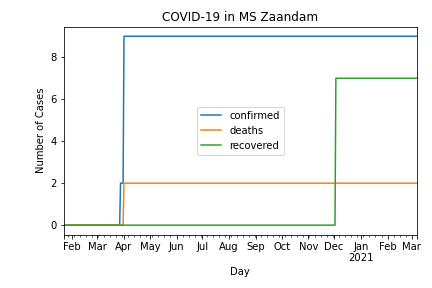 COVID-19 in MS Zaandam
Number of Cases
8
6
4
2
0
confirmed
deaths
recovered
Feb Mar Apr May Jun Jul Aug Sep Oct Nov Dec Jan Feb Mar
2021
Day